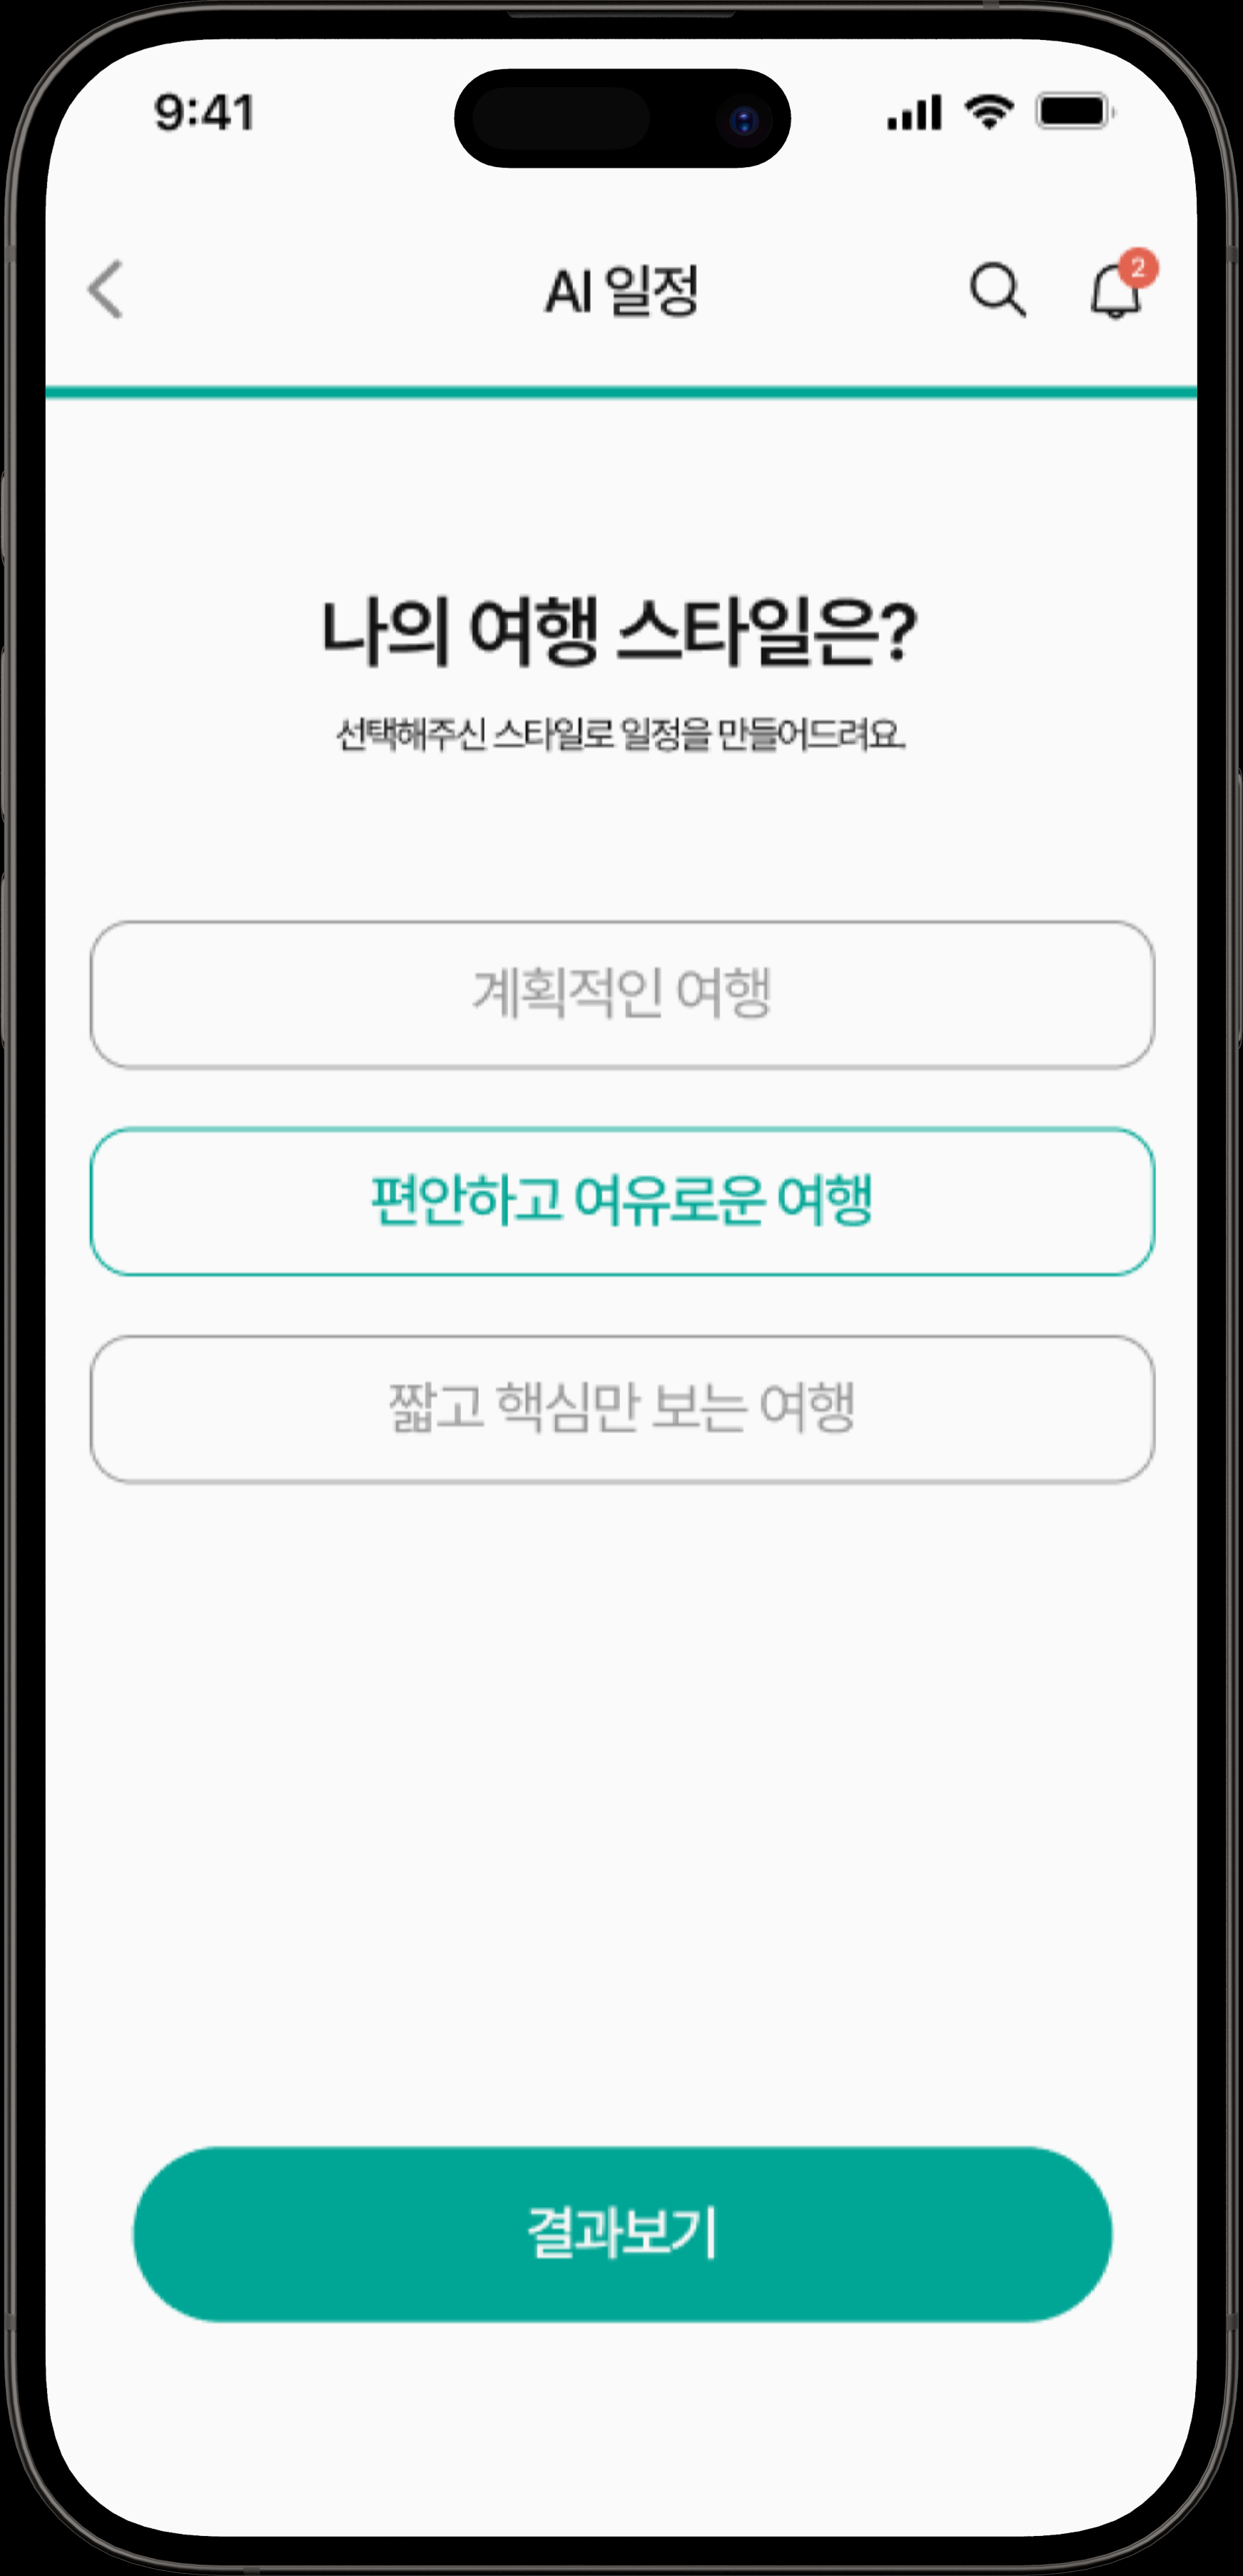 9:41
AI 일정
2
나의 여행 스타일은?
선택해주신 스타일로 일정을 만들어드려요.
계획적인 여행
편안하고 여유로운 여행
짧고 핵심만 보는 여행
결과보기